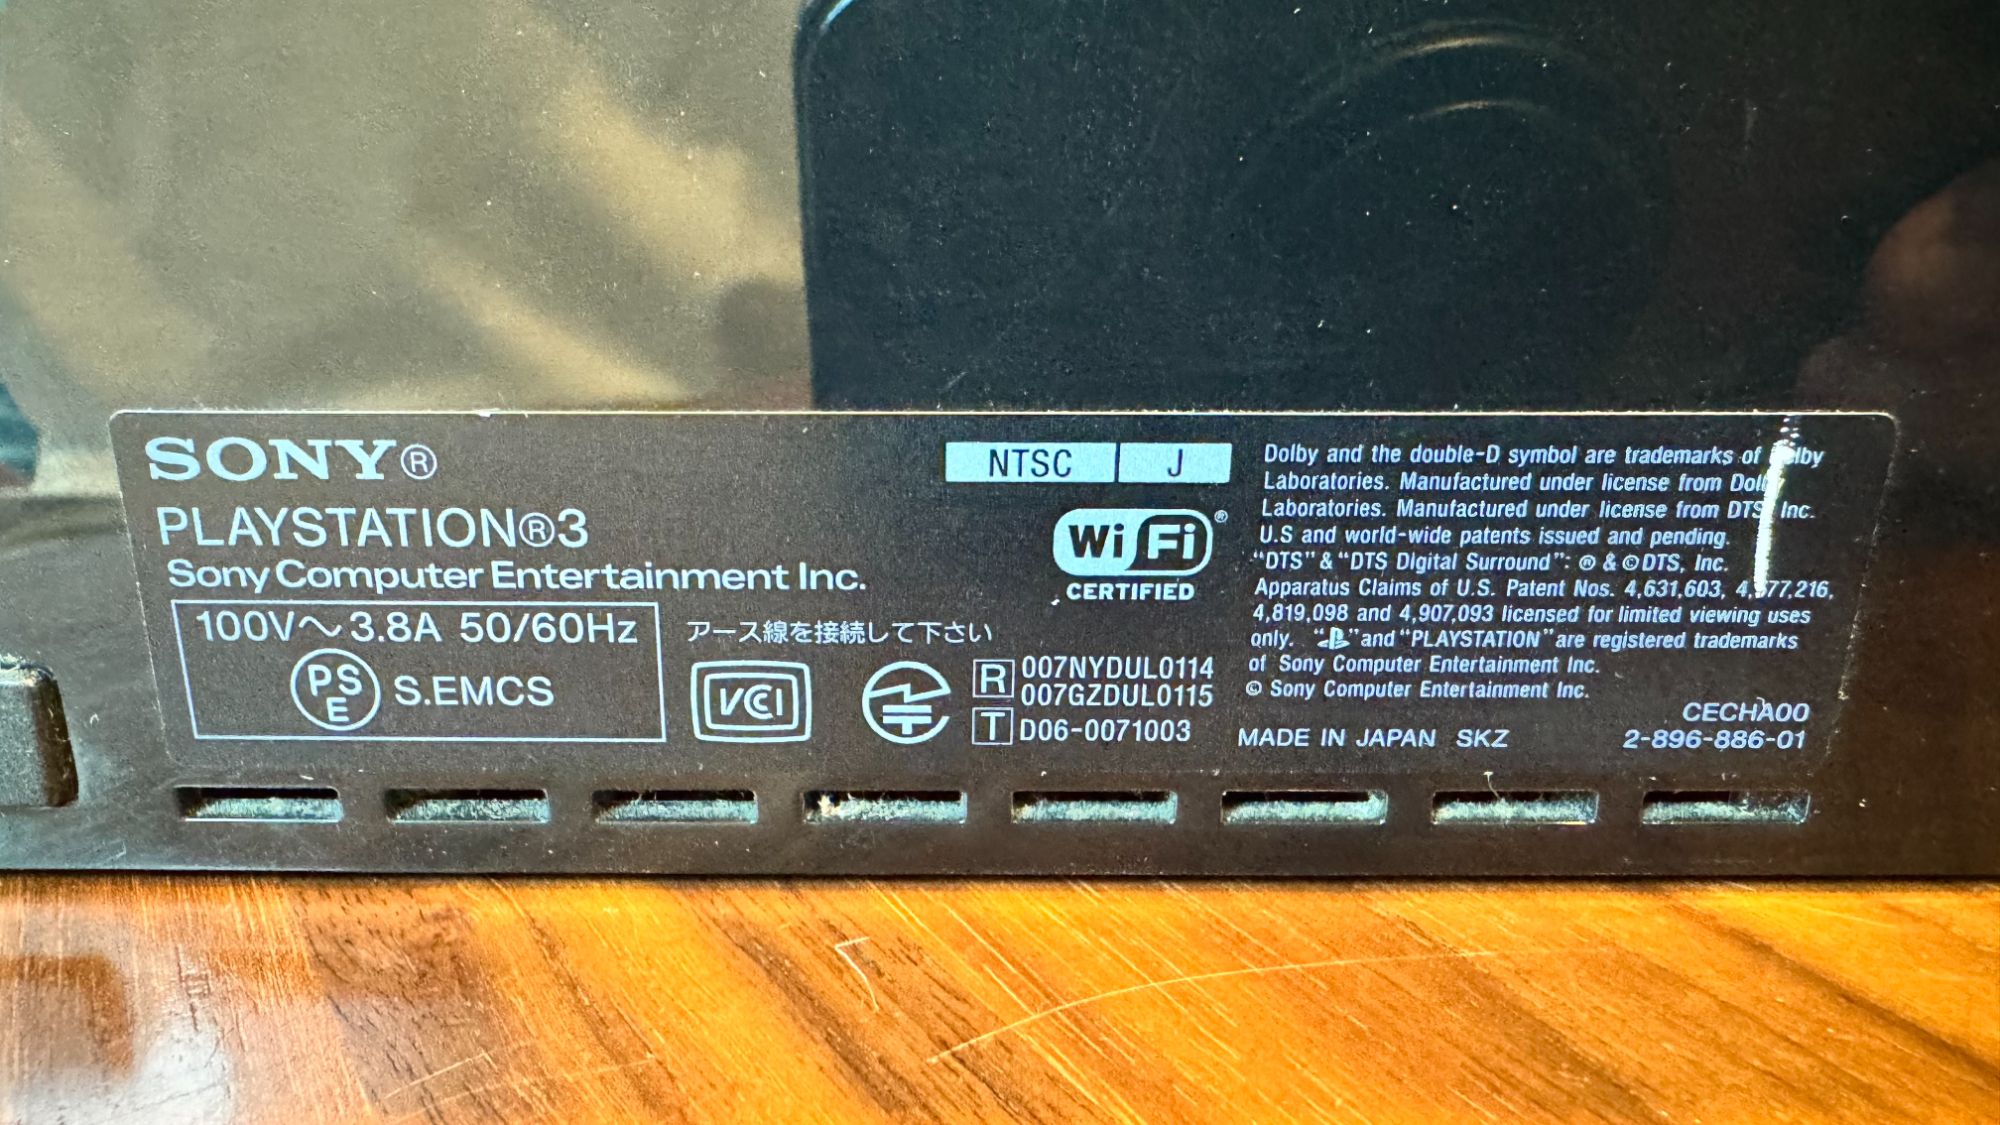 SONY®
PLAYSTATION®3
Sony Computer Entertainment Inc.
100V～3.8A 50/60Hz
PS
E
S.EMCS
アース線を接続して下さい
VCI
R 007NYDUL0114
007GZDUL0115
T D06-0071003
NTSC J
Wi Fi®
CERTIFIED
Dolby and the double-D symbol are trademarks of
Laboratories. Manufactured under license from Dolby
Laboratories. Manufactured under license from DTS, Inc.
U.S and world-wide patents issued and pending.
“DTS” & “DTS Digital Surround”: ® & ©DTS, Inc.
Apparatus Claims of U.S. Patent Nos. 4,631,603,
4,819,098 and 4,907,093 licensed for limited viewing uses
only. “ ” and “PLAYSTATION” are registered trademarks
of Sony Computer Entertainment Inc.
© Sony Computer Entertainment Inc.
CECHA00
MADE IN JAPAN SKZ 2-896-886-01